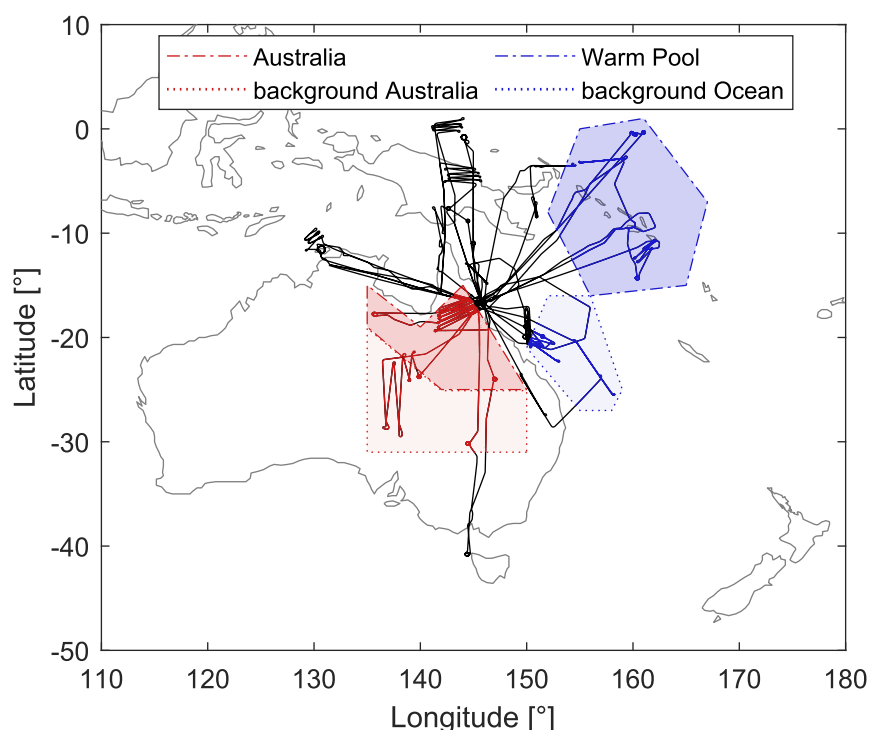 10
0
-10
-20
-30
-40
-50
Latitude [°]
Australia
Warm Pool
background Australia
background Ocean
110
120
130
140
150
160
170
180
Longitude [°]